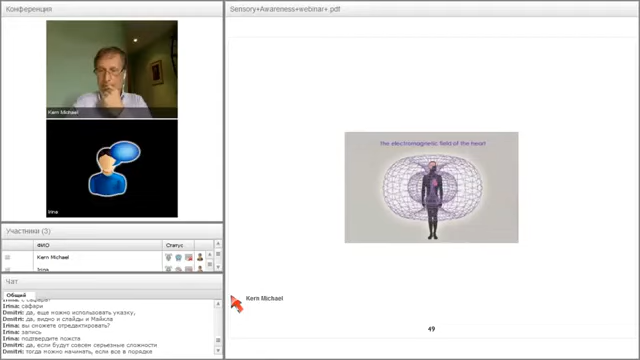 Конференция
Kern Michael
Irina
Участники (3)
ФИО
Статус
Kern Michael
Irina
Чат
Общий
Irina: сафари
Dmitri: да, еще можно использовать указку,
Dmitri: да, видно и слайды и Майкла
Irina: вы сможете отредактировать?
Irina: запись
Irina: подтвердите пожств
Dmitri: да, если будут совсем серьезные сложности
Dmitri: тогда можно начинать, если все в порядке
Sensory+Awareness+webinar+.pdf
The electromagnetic field of the heart
Kern Michael
49